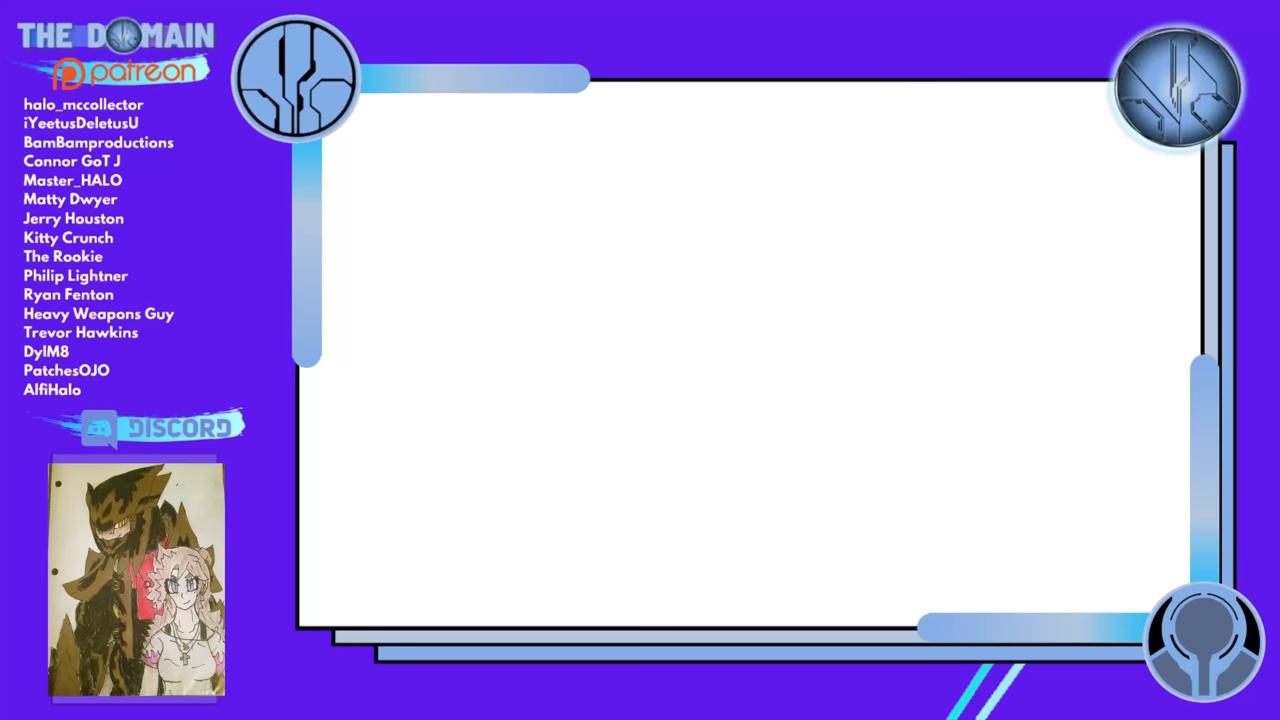 THE DOMAIN
patreon
halo_mccollector
iYeetusDeletusU
BamBamproductions
Connor GoT J
Master_HALO
Matty Dwyer
Jerry Houston
Kitty Crunch
The Rookie
Philip Lightner
Ryan Fenton
Heavy Weapons Guy
Trevor Hawkins
DylM8
PatchesOJO
AlfiHalo
DISCORD